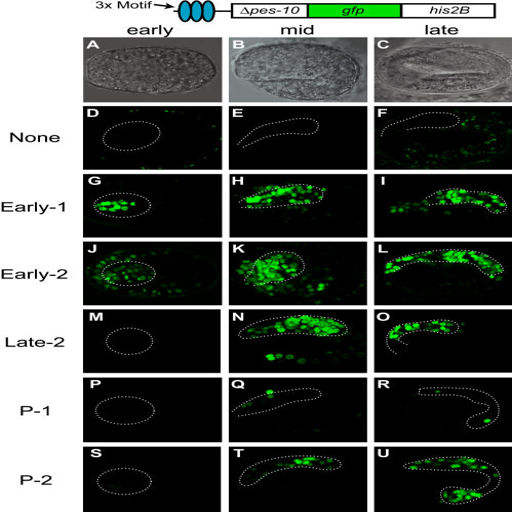 3x Motif
Δpes-10 gfp his2B
early mid late
A B C
None D E F
Early-1 G H I
Early-2 J K L
Late-2 M N O
P-1 P Q R
P-2 S T U